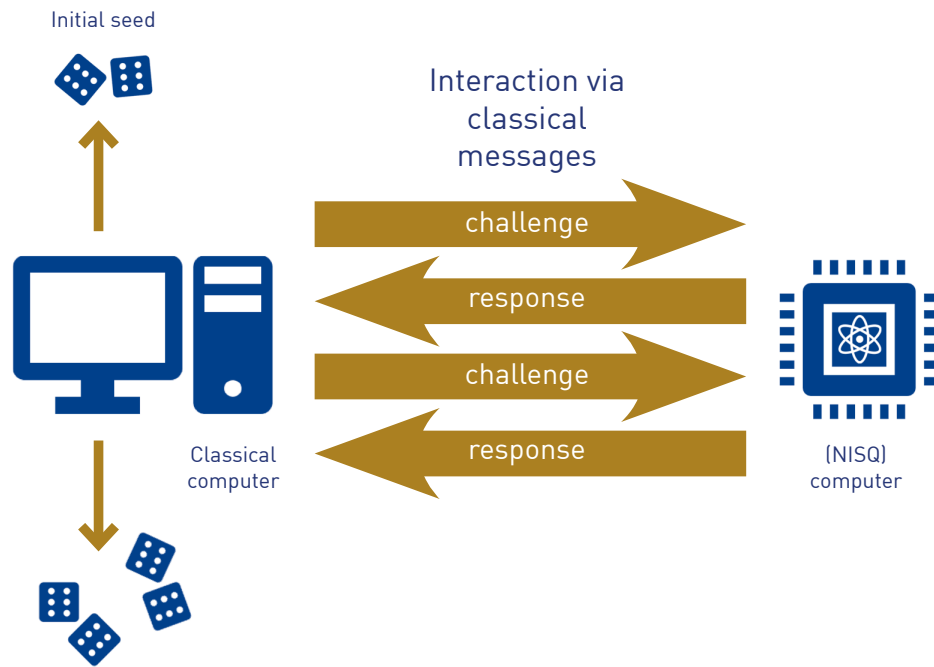 Initial seed
Interaction via
classical
messages
challenge
response
challenge
response
Classical
computer
(NISQ)
computer